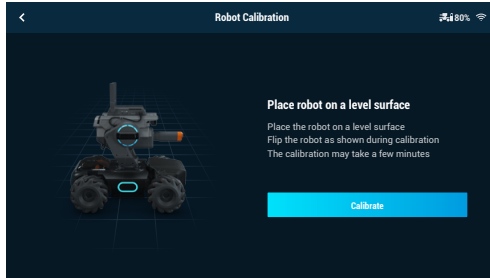 Robot Calibration
80%
Place robot on a level surface
Place the robot on a level surface
Flip the robot as shown during calibration
The calibration may take a few minutes
Calibrate